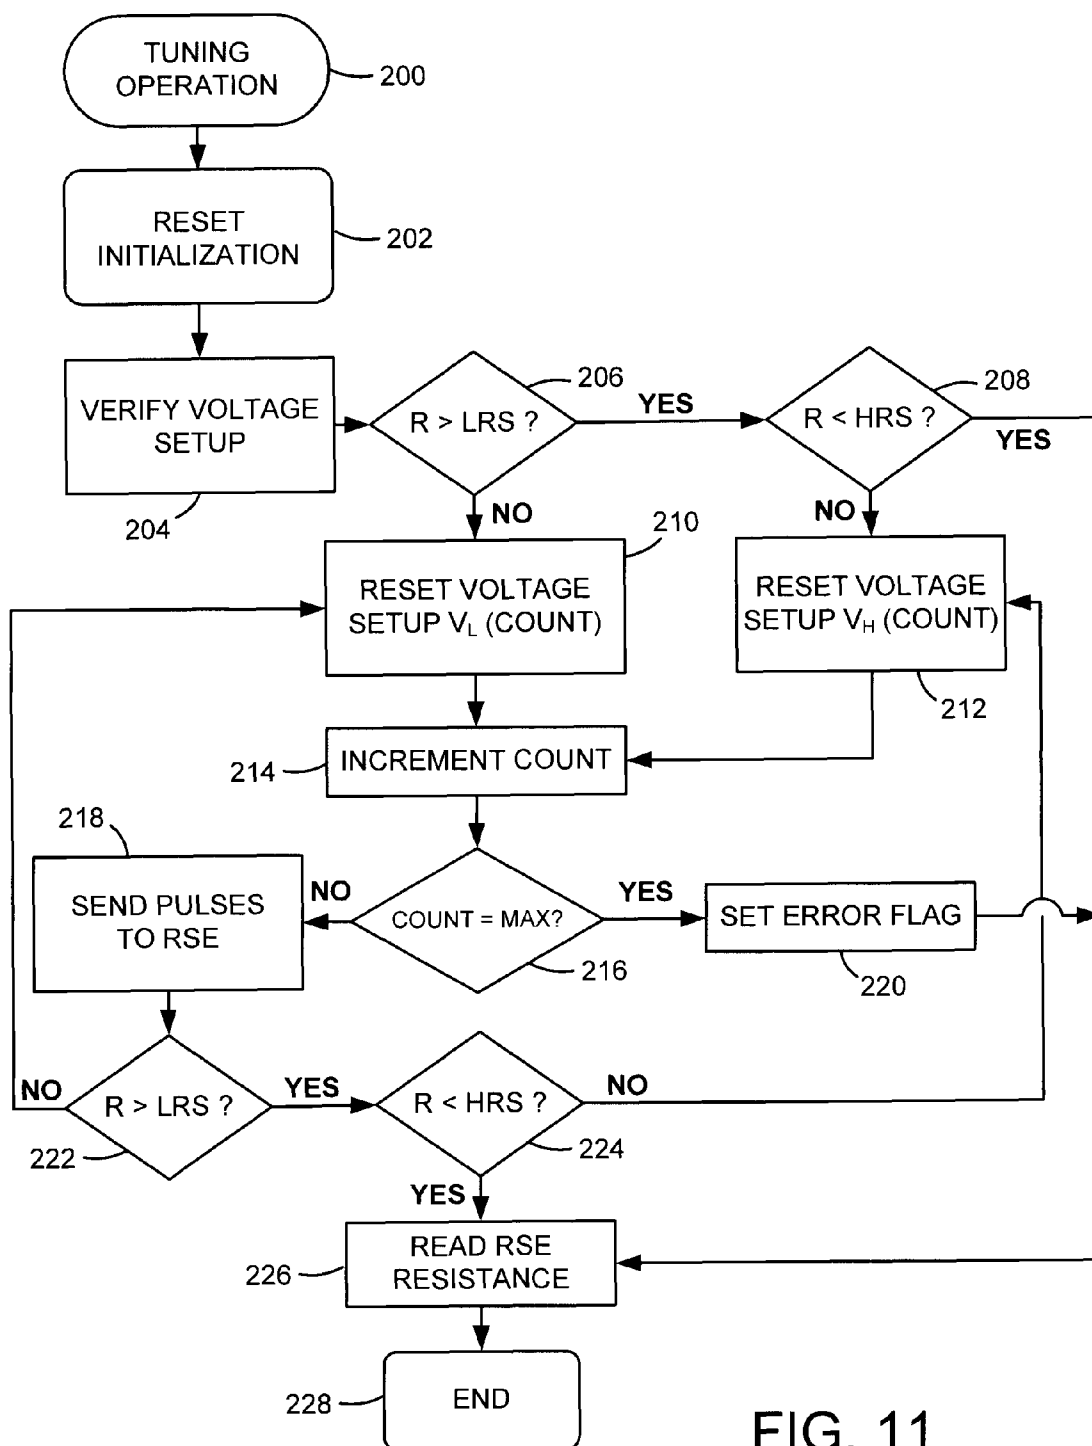 TUNING
OPERATION
200
RESET
INITIALIZATION
202
VERIFY VOLTAGE
SETUP
204
R > LRS ?
206
YES
NO
R < HRS ?
208
YES
NO
RESET VOLTAGE
SETUP V_L (COUNT)
210
RESET VOLTAGE
SETUP V_H (COUNT)
212
INCREMENT COUNT
214
COUNT = MAX?
216
NO
YES
SEND PULSES
TO RSE
218
SET ERROR FLAG
220
R > LRS ?
222
NO
YES
R < HRS ?
224
NO
YES
READ RSE
RESISTANCE
226
END
228
FIG. 11